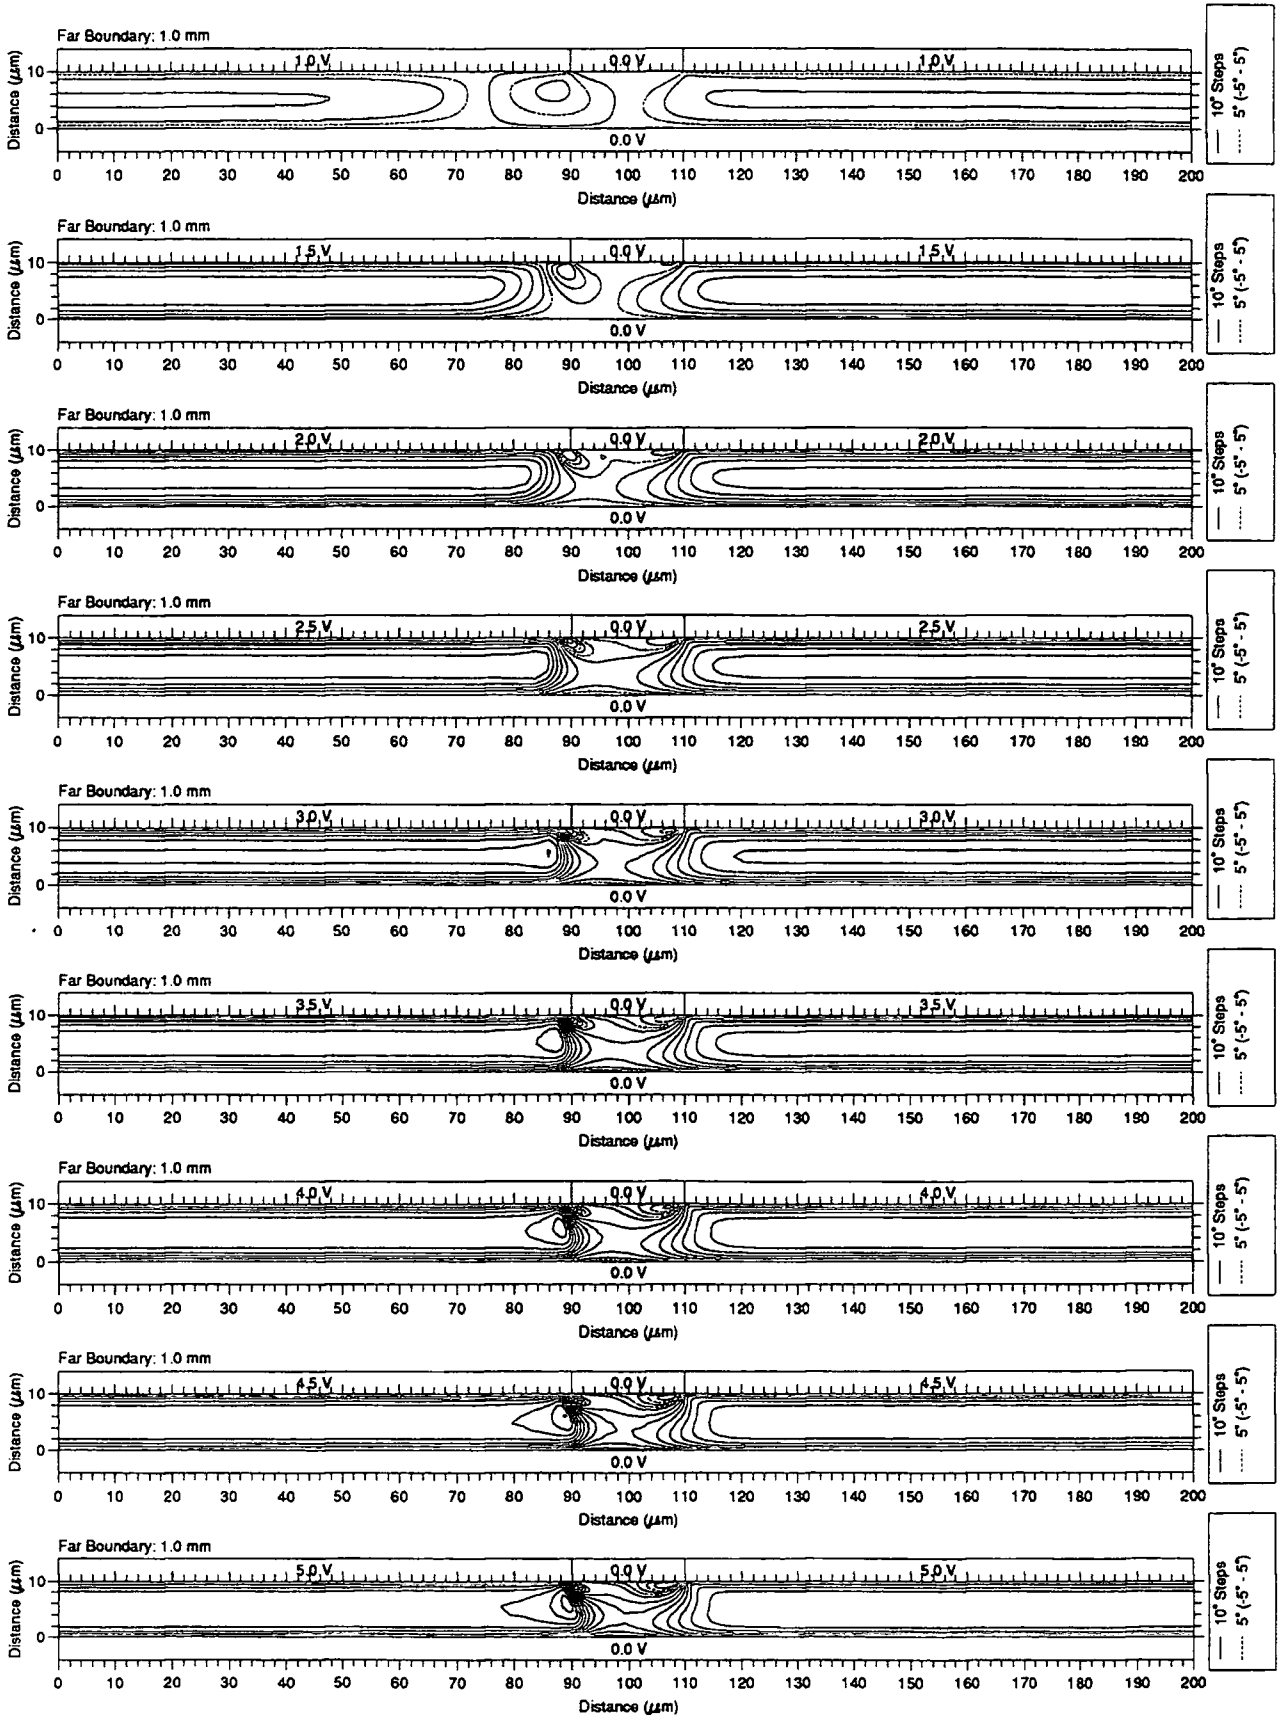 Far Boundary: 1.0 mm
1.0 V 0.0 V 1.0 V
Distance (μm)
10
0
0.0 V
0 10 20 30 40 50 60 70 80 90 100 110 120 130 140 150 160 170 180 190 200
Distance (μm)
10° Steps
5° (-5° - 5°)
Far Boundary: 1.0 mm
1.5 V 0.0 V 1.5 V
Distance (μm)
10
0
0.0 V
0 10 20 30 40 50 60 70 80 90 100 110 120 130 140 150 160 170 180 190 200
Distance (μm)
10° Steps
5° (-5° - 5°)
Far Boundary: 1.0 mm
2.0 V 0.0 V 2.0 V
Distance (μm)
10
0
0.0 V
0 10 20 30 40 50 60 70 80 90 100 110 120 130 140 150 160 170 180 190 200
Distance (μm)
10° Steps
5° (-5° - 5°)
Far Boundary: 1.0 mm
2.5 V 0.0 V 2.5 V
Distance (μm)
10
0
0.0 V
0 10 20 30 40 50 60 70 80 90 100 110 120 130 140 150 160 170 180 190 200
Distance (μm)
10° Steps
5° (-5° - 5°)
Far Boundary: 1.0 mm
3.0 V 0.0 V 3.0 V
Distance (μm)
10
0
0.0 V
0 10 20 30 40 50 60 70 80 90 100 110 120 130 140 150 160 170 180 190 200
Distance (μm)
10° Steps
5° (-5° - 5°)
Far Boundary: 1.0 mm
3.5 V 0.0 V 3.5 V
Distance (μm)
10
0
0.0 V
0 10 20 30 40 50 60 70 80 90 100 110 120 130 140 150 160 170 180 190 200
Distance (μm)
10° Steps
5° (-5° - 5°)
Far Boundary: 1.0 mm
4.0 V 0.0 V 4.0 V
Distance (μm)
10
0
0.0 V
0 10 20 30 40 50 60 70 80 90 100 110 120 130 140 150 160 170 180 190 200
Distance (μm)
10° Steps
5° (-5° - 5°)
Far Boundary: 1.0 mm
4.5 V 0.0 V 4.5 V
Distance (μm)
10
0
0.0 V
0 10 20 30 40 50 60 70 80 90 100 110 120 130 140 150 160 170 180 190 200
Distance (μm)
10° Steps
5° (-5° - 5°)
Far Boundary: 1.0 mm
5.0 V 0.0 V 5.0 V
Distance (μm)
10
0
0.0 V
0 10 20 30 40 50 60 70 80 90 100 110 120 130 140 150 160 170 180 190 200
Distance (μm)
10° Steps
5° (-5° - 5°)